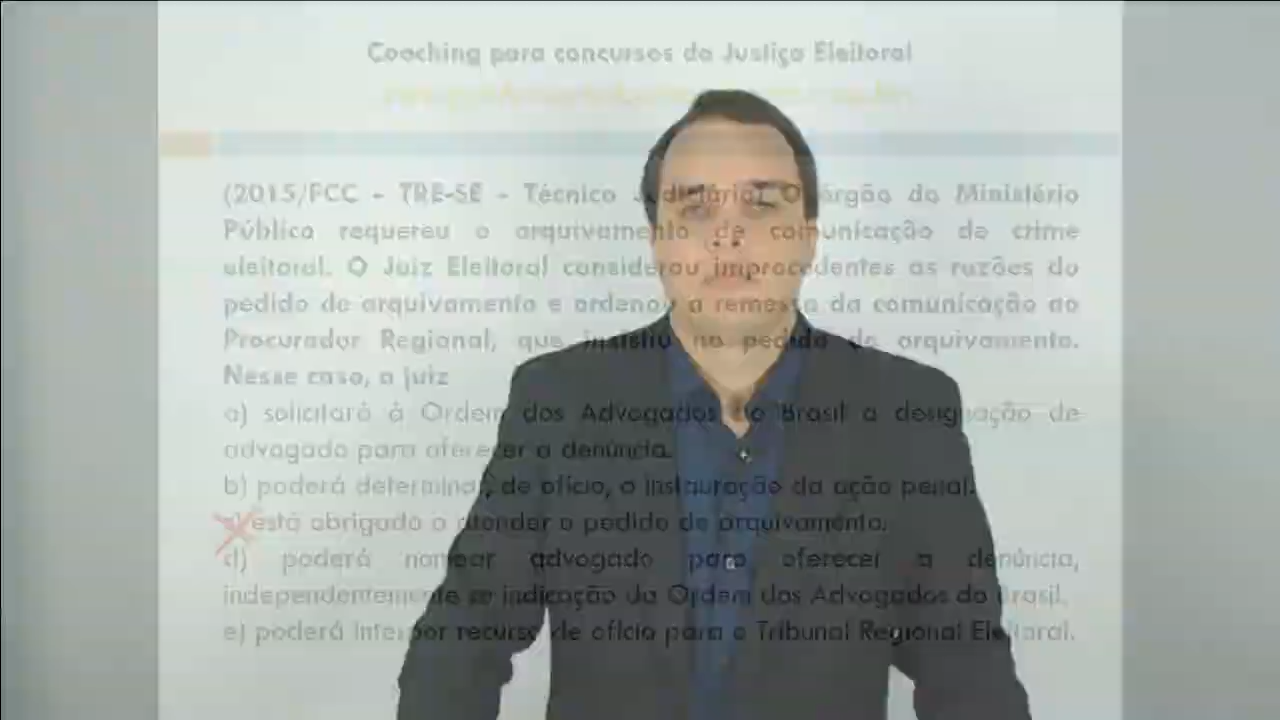 Coaching para concursos da Justiça Eleitoral
(2015/FCC - TRE-SE - Técnico Judiciário) O órgão do Ministério
Público requereu o arquivamento de comunicação de crime
eleitoral. O Juiz Eleitoral considerou improcedentes as razões do
pedido de arquivamento e ordenou a remessa da comunicação ao
Procurador Regional, que insistiu no pedido de arquivamento.
Nesse caso, o juiz
a) solicitará à Ordem dos Advogados do Brasil a designação de
advogado para oferecer a denúncia.
b) poderá determinar, de ofício, a instauração da ação penal.
c) está obrigado a atender o pedido de arquivamento.
d) poderá nomear advogado para oferecer a denúncia,
independentemente se indicação da Ordem dos Advogados do Brasil.
e) poderá interpor recurso de ofício para o Tribunal Regional Eleitoral.